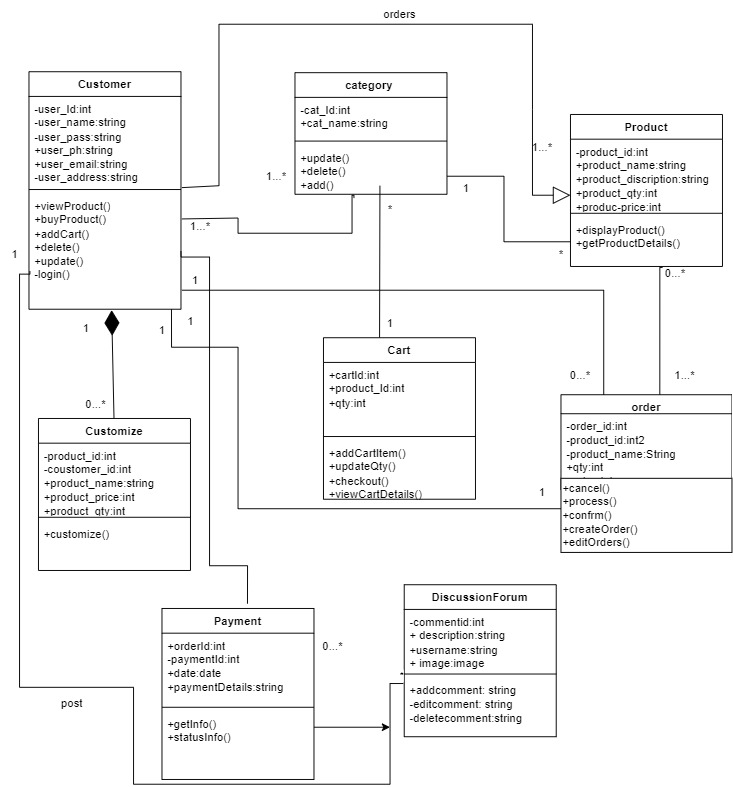 orders
Customer
-user_Id:int
-user_name:string
-user_pass:string
+user_ph:string
+user_email:string
-user_address:string
+viewProduct()
+buyProduct()
+addCart()
+delete()
+update()
-login()
category
-cat_Id:int
+cat_name:string
+update()
+delete()
+add()
Product
-product_id:int
+product_name:string
+product_discription:string
+product_qty:int
+produc-price:int
+displayProduct()
+getProductDetails()
1...*
1...*
1
*
1...*
*
1
1
1
1
1
0...*
1
0...*
1...*
0...*
1
Cart
+cartId:int
+product_Id:int
+qty:int
+addCartItem()
+updateQty()
+checkout()
+viewCartDetails()
order
-order_id:int
-product_id:int2
-product_name:String
+qty:int
+cancel()
+process()
+confrm()
+createOrder()
+editOrders()
Customize
-product_id:int
-coustomer_id:int
+product_name:string
+product_price:int
+product_qty:int
+customize()
Payment
+orderId:int
-paymentId:int
+date:date
+paymentDetails:string
+getInfo()
+statusInfo()
0...*
DiscussionForum
-commentid:int
+ description:string
+username:string
+ image:image
+addcomment: string
-editcomment: string
-deletecomment:string
post